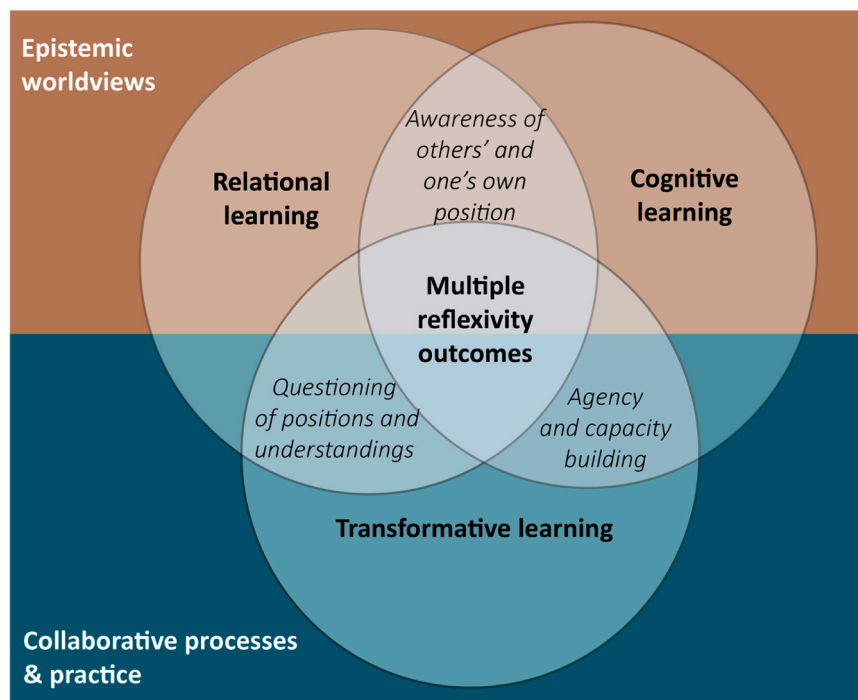 Epistemic
worldviews
Awareness of
others’ and
one’s own
position
Relational
learning
Cognitive
learning
Multiple
reflexivity
outcomes
Questioning
of positions and
understandings
Agency
and capacity
building
Transformative learning
Collaborative processes
& practice